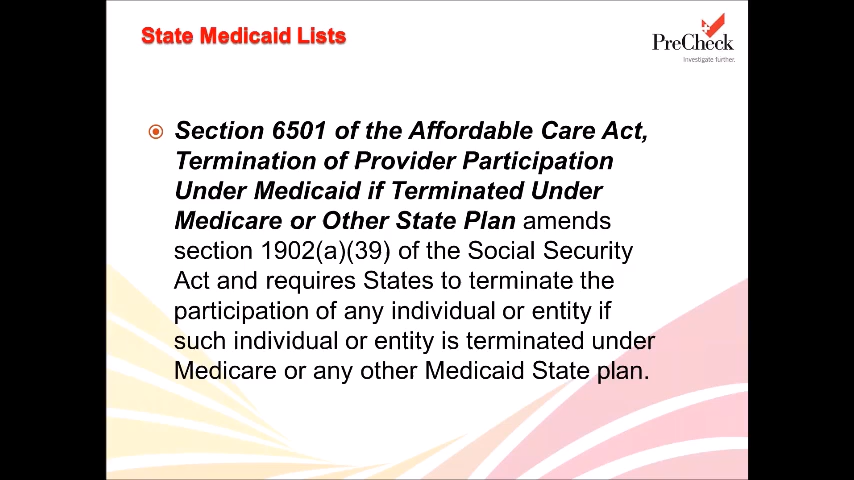 State Medicaid Lists
PreCheck
Investigate further.
Section 6501 of the Affordable Care Act,
Termination of Provider Participation
Under Medicaid if Terminated Under
Medicare or Other State Plan amends
section 1902(a)(39) of the Social Security
Act and requires States to terminate the
participation of any individual or entity if
such individual or entity is terminated under
Medicare or any other Medicaid State plan.